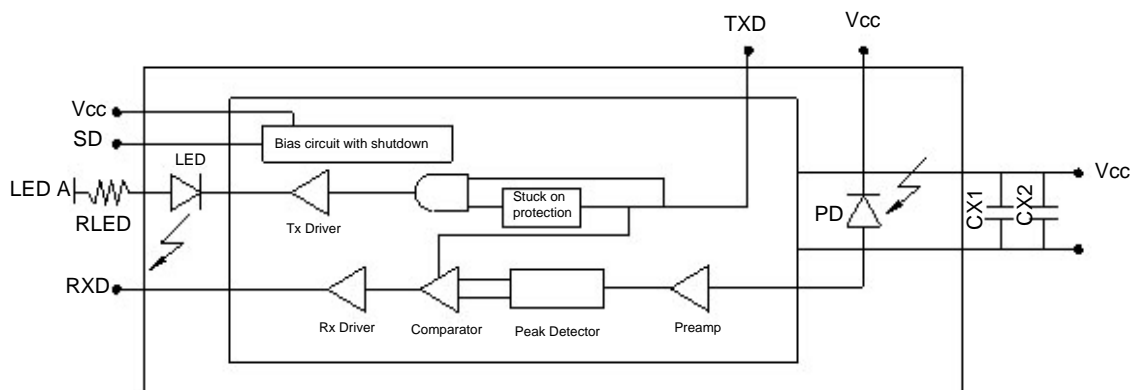 TXD
Vcc
Vcc
SD
Bias circuit with shutdown
LED
LED A
RLED
Tx Driver
Stuck on
protection
PD
CX1
CX2
Vcc
RXD
Rx Driver
Comparator
Peak Detector
Preamp